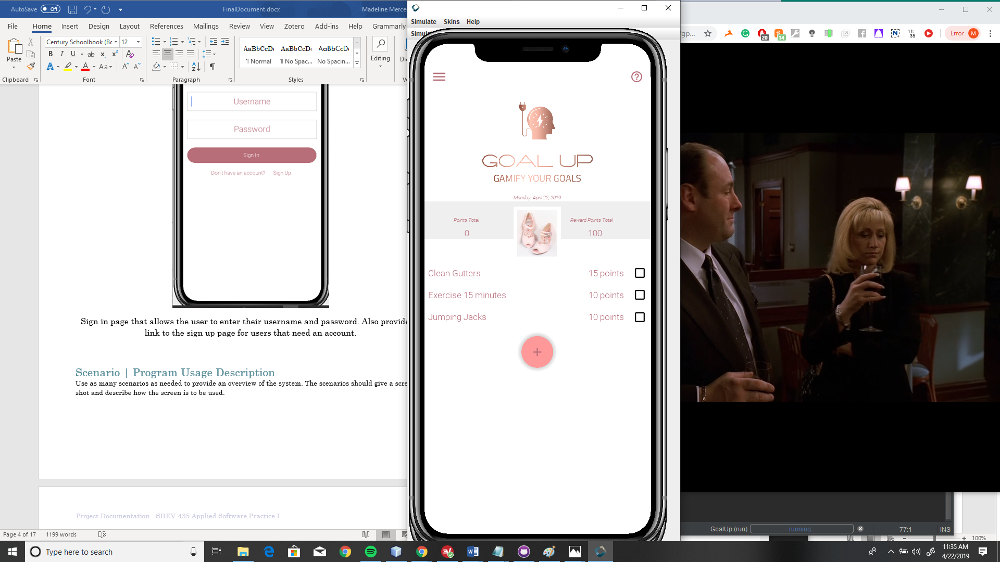 AutoSave Off
FinalDocument.docx
Madeline Merce
File Home Insert Design Layout References Mailings Review View Zotero Add-ins Help Grammarly
Paste
Clipboard
Century Schoolbook (Bc 12
Font
Paragraph
AaBbCcDc AaBbCcDc AaBbCcDc
¶ Normal ¶ No Spac... No Spacin...
Styles
Editing
Username
Password
Sign In
Don't have an account? Sign Up
Sign in page that allows the user to enter their username and password. Also provide
link to the sign up page for users that need an account.
Scenario | Program Usage Description
Use as many scenarios as needed to provide an overview of the system. The scenarios should give a scre
shot and describe how the screen is to be used.
Project Documentation - SDEV-435 Applied Software Practice I
Page 4 of 17 1199 words
Simulate Skins Help
GOAL UP
GAMIFY YOUR GOALS
Monday, April 22, 2019
Points Total
0
Reward Points Total
100
Clean Gutters 15 points
Exercise 15 minutes 10 points
Jumping Jacks 10 points
+
Error M
20
14
11:
35
GoalUp (run) running...
77:1 INS
100%
Type here to search
11:35 AM
4/22/2019